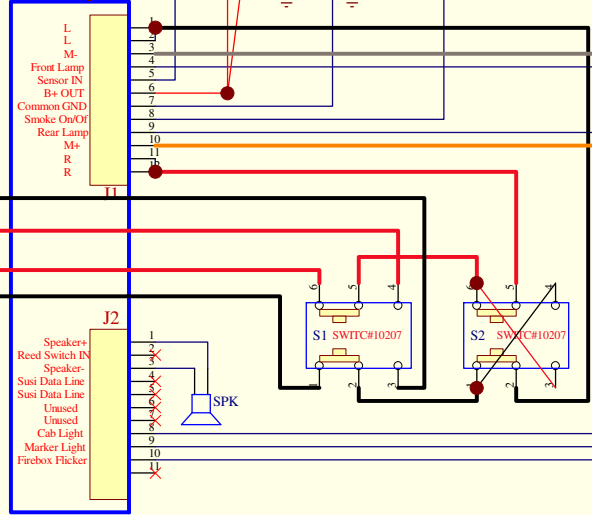 L 1
L 2
M- 3
Front Lamp 4
Sensor IN 5
B+ OUT 6
Common GND 7
Smoke On/Of 8
Rear Lamp 9
M+ 10
R 11
R
J1
6 5 4
6 5 4
S1 SWITC#10207
S2 SWITC#10207
1 2 3
2 3
J2
Speaker+ 1
Reed Switch IN 2
Speaker- 3
Susi Data Line 4
Susi Data Line 5
Unused 6
Unused 7
Cab Light 8
Marker Light 9
Firebox Flicker 10
11
SPK